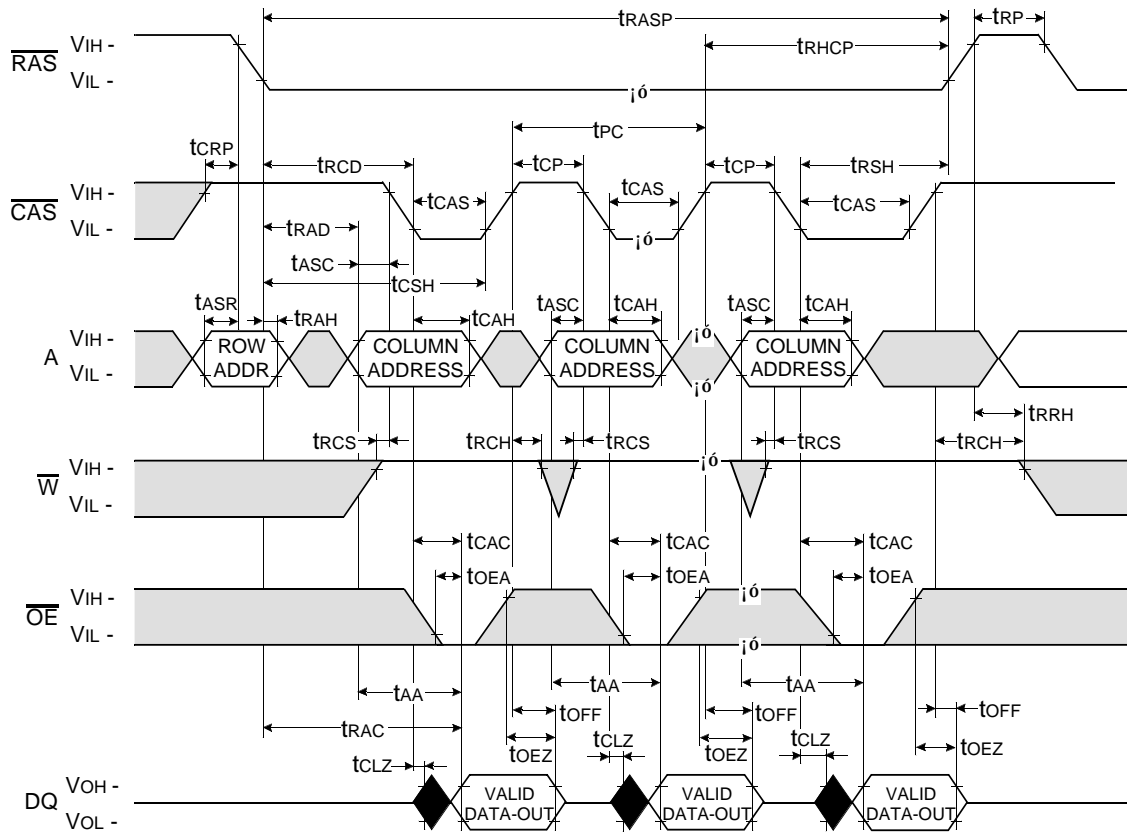 tRASP
tRP
tRHCP
RAS
VIH -
VIL -
¡ó
tPC
tCRP
tRCD
tCP
tCP
tRSH
CAS
VIH -
VIL -
tCAS
tCAS
tCAS
¡ó
tRAD
tASC
tCSH
tASR
tRAH
tCAH
tASC
tCAH
tASC
tCAH
A
VIH -
VIL -
ROW
ADDR
COLUMN
ADDRESS
COLUMN
ADDRESS
¡ó
¡ó
COLUMN
ADDRESS
tRRH
tRCS
tRCH
tRCS
tRCS
tRCH
W
VIH -
VIL -
¡ó
tCAC
tCAC
tCAC
tOEA
tOEA
tOEA
OE
VIH -
VIL -
¡ó
¡ó
tAA
tAA
tAA
tRAC
tOFF
tOFF
tOFF
tOEZ
tOEZ
tOEZ
tCLZ
tCLZ
tCLZ
DQ
VOH -
VOL -
VALID
DATA-OUT
VALID
DATA-OUT
VALID
DATA-OUT